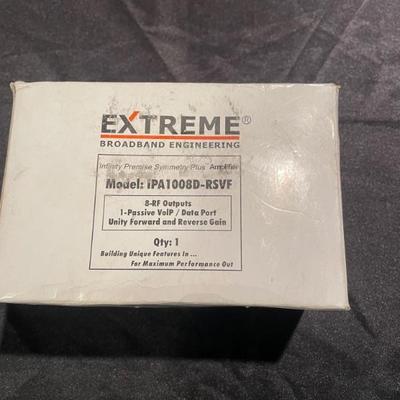 EXTREME®
BROADBAND ENGINEERING
Infinity Premise Symmetry Plus™ Amplifier
Model: IPA1008D-RSVF
8-RF Outputs
1-Passive VoIP / Data Port
Unity Forward and Reverse Gain
Qty: 1
Building Unique Features In ...
For Maximum Performance Out